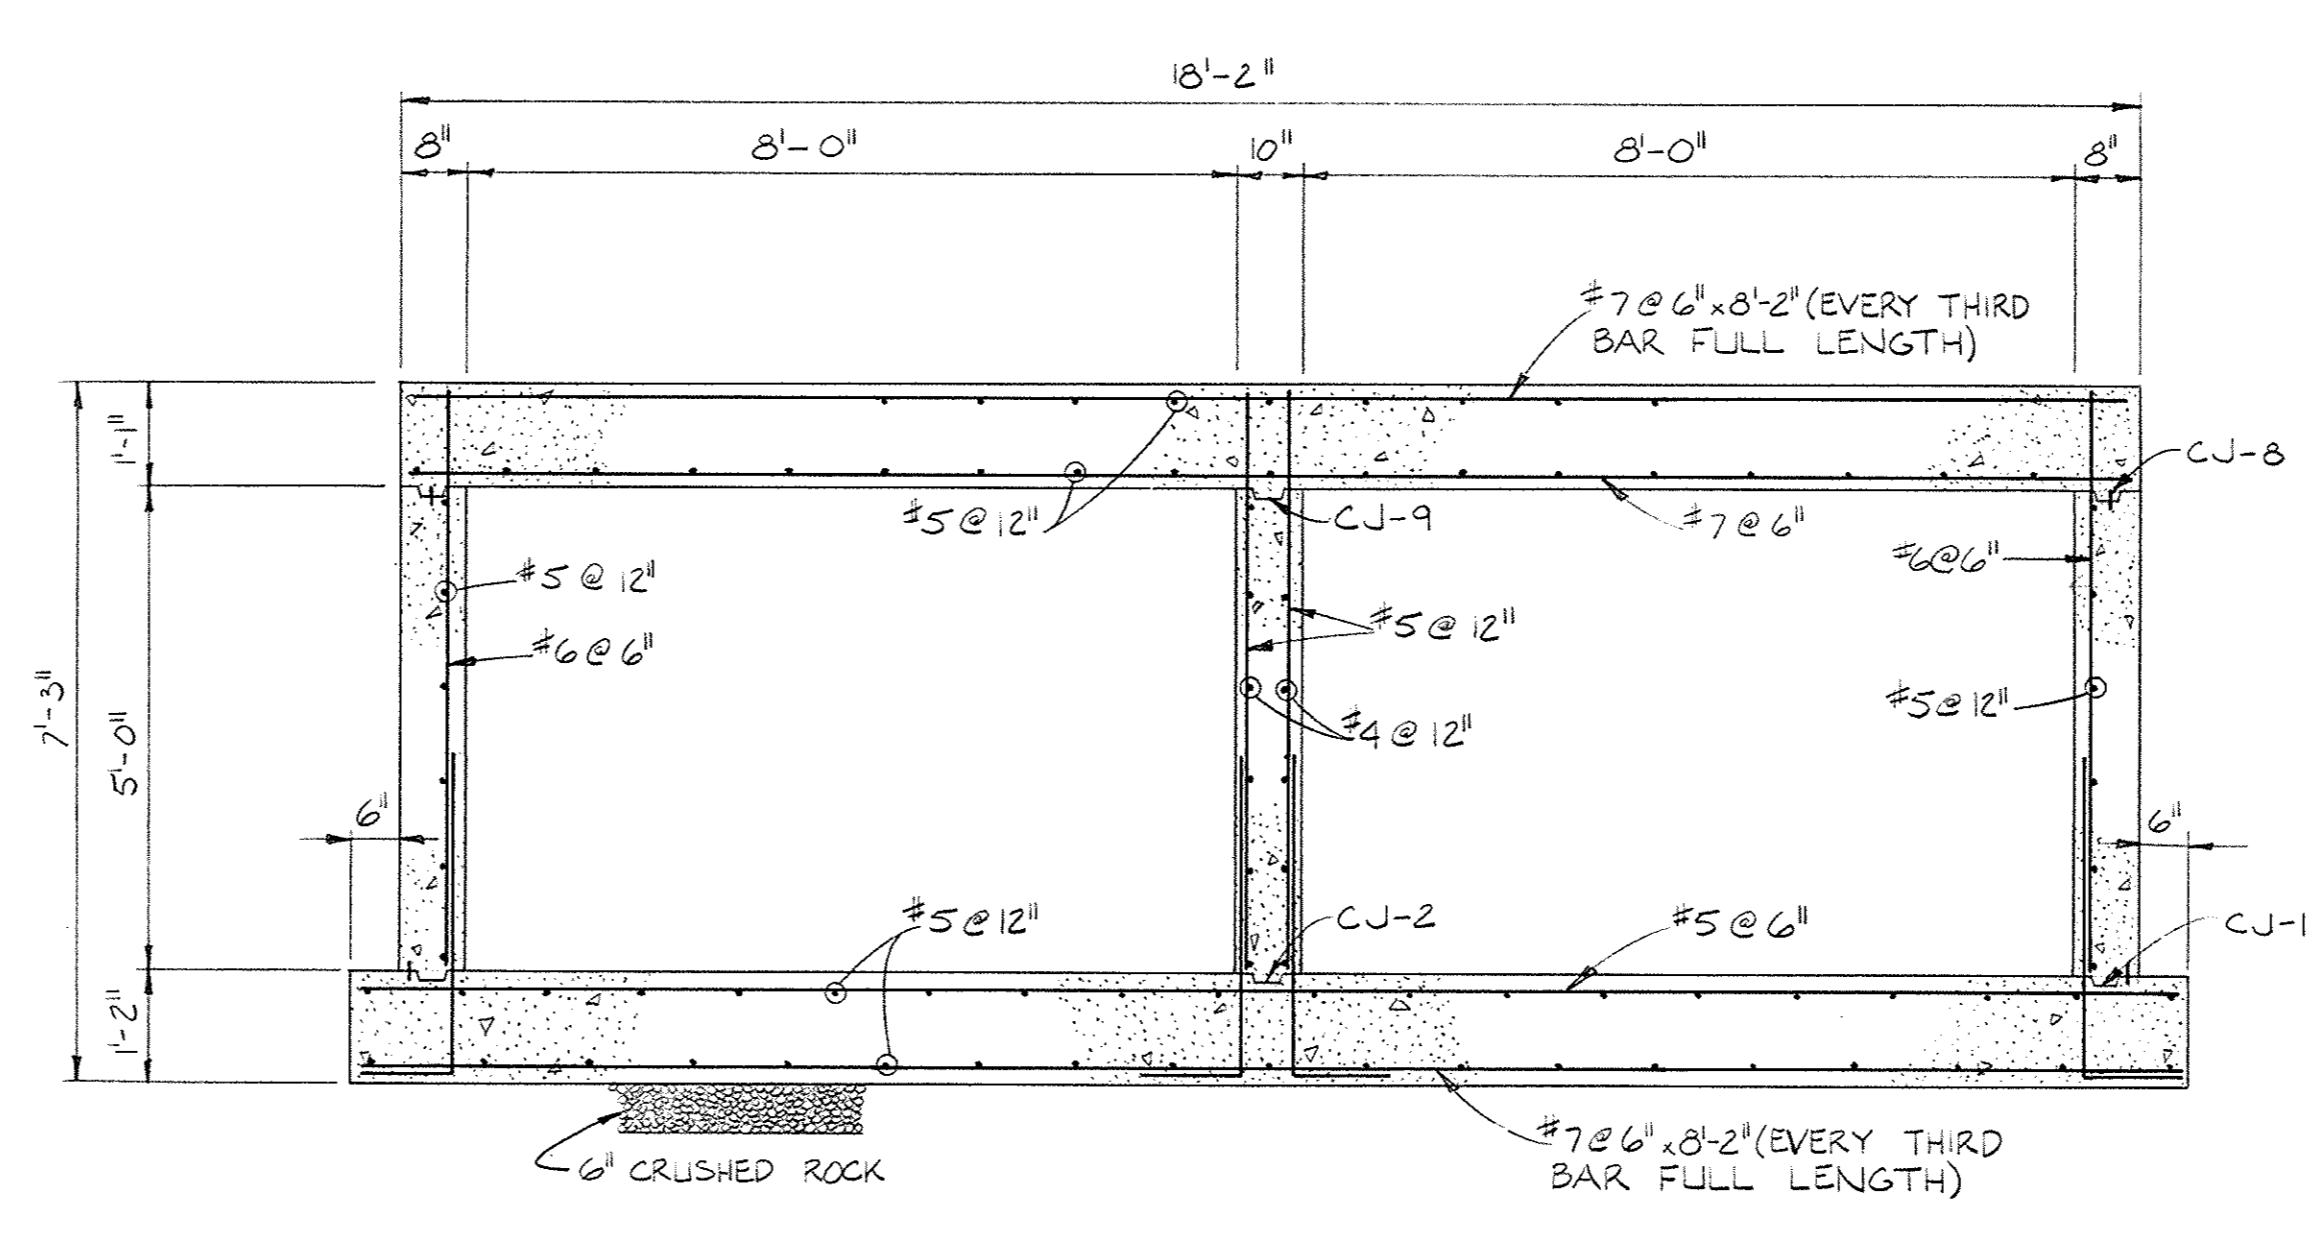 18'-2"
8"
8'-0"
10"
8'-0"
8"
#7@6"x8'-2"(EVERY THIRD
BAR FULL LENGTH)
1'-1"
CJ-8
#5@12"
CJ-9
#7@6"
#6@6"
#5@12"
#6@6"
#5@12"
#5@12"
#4@12"
7'-3"
5'-0"
6"
6"
#5@12"
CJ-2
#5@6"
CJ-1
1'-2"
#7@6"x8'-2"(EVERY THIRD
BAR FULL LENGTH)
6" CRUSHED ROCK